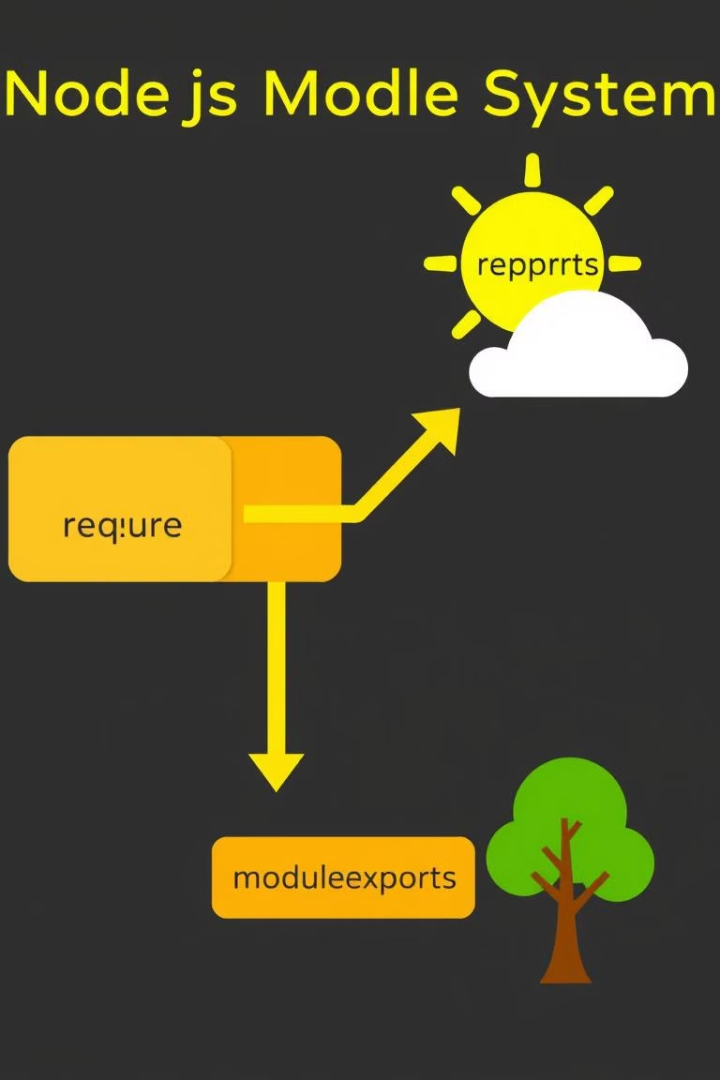 Node js Modle System
repprrts
req!ure
moduleexports